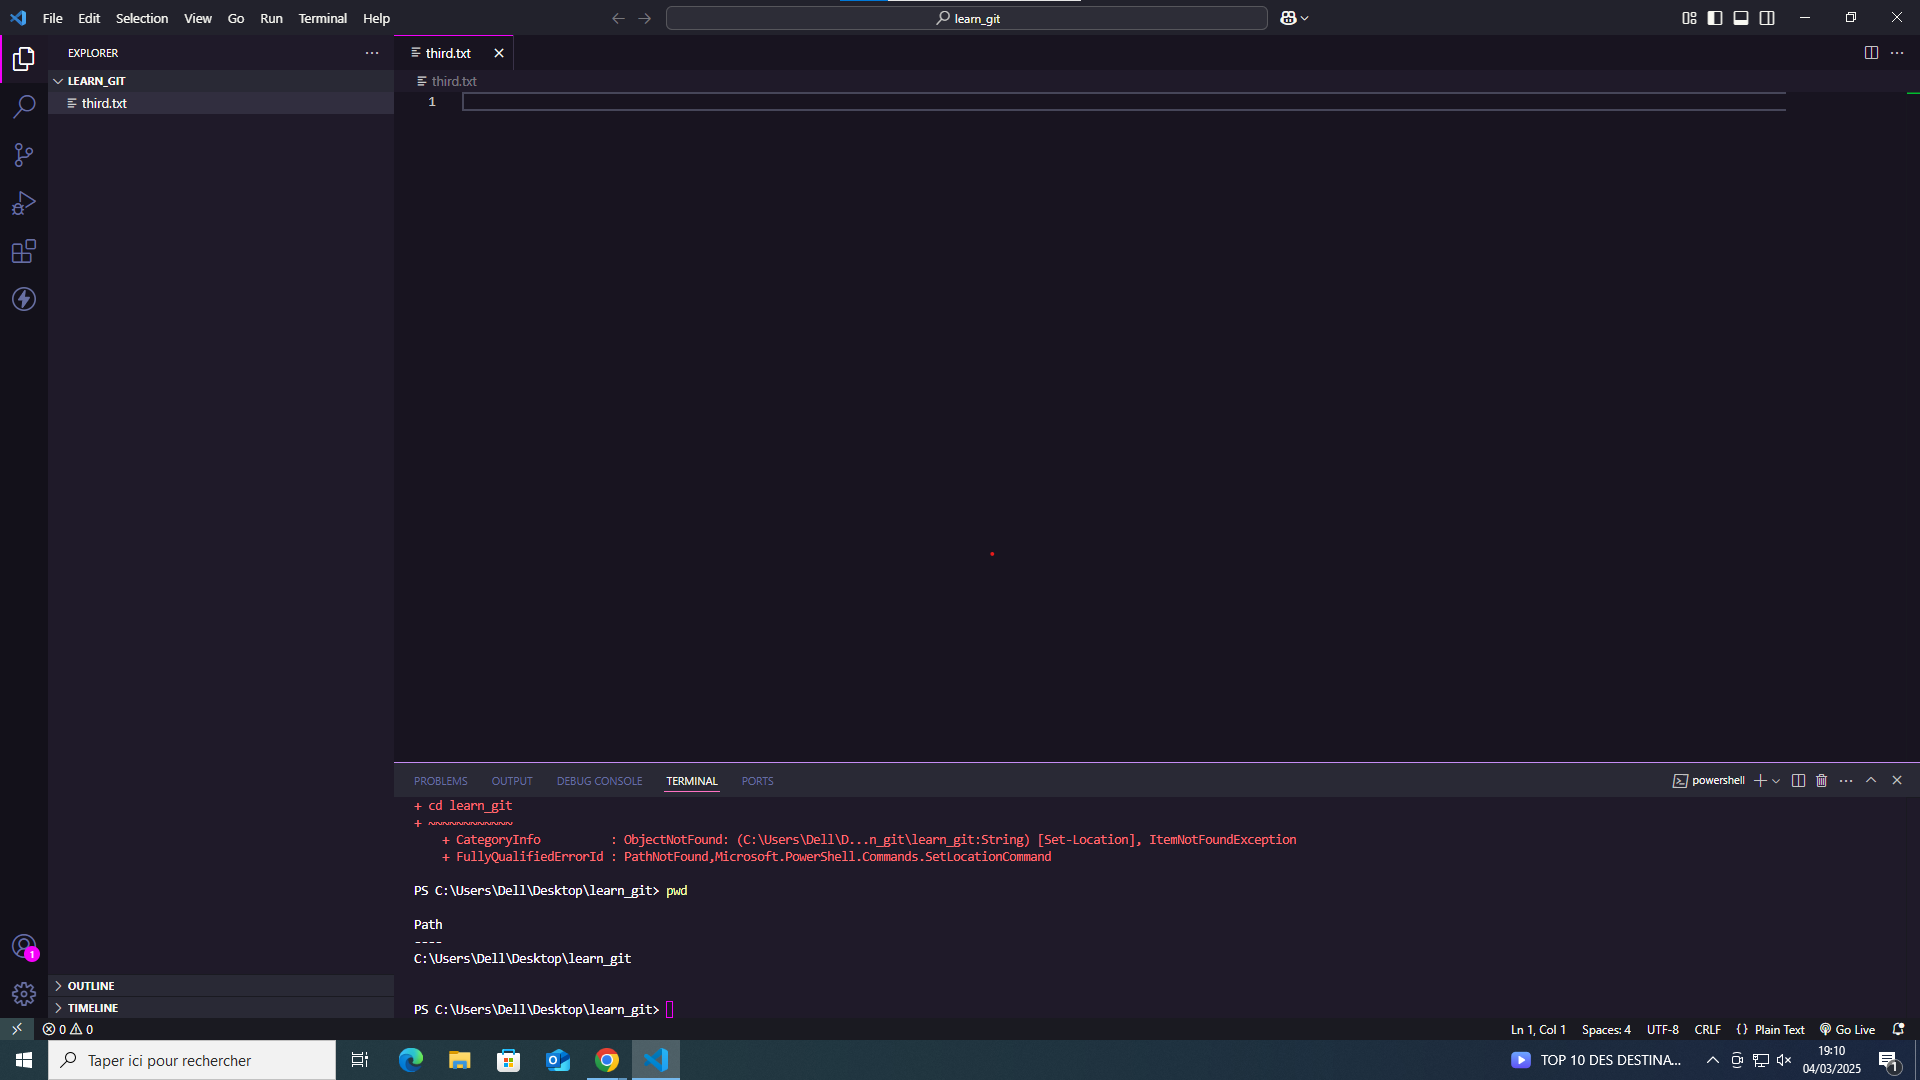 File Edit Selection View Go Run Terminal Help
learn_git
EXPLORER
LEARN_GIT
third.txt
third.txt
third.txt
1
PROBLEMS OUTPUT DEBUG CONSOLE TERMINAL PORTS
powershell
+ cd learn_git
+ ~~~~~~~~~~~~
+ CategoryInfo : ObjectNotFound: (C:\Users\Dell\D...n_git\learn_git:String) [Set-Location], ItemNotFoundException
+ FullyQualifiedErrorId : PathNotFound,Microsoft.PowerShell.Commands.SetLocationCommand
PS C:\Users\Dell\Desktop\learn_git> pwd
Path
----
C:\Users\Dell\Desktop\learn_git
PS C:\Users\Dell\Desktop\learn_git>
1
OUTLINE
TIMELINE
0 0
Ln 1, Col 1 Spaces: 4 UTF-8 CRLF {} Plain Text Go Live
Taper ici pour rechercher
TOP 10 DES DESTINA...
19:10
04/03/2025
1